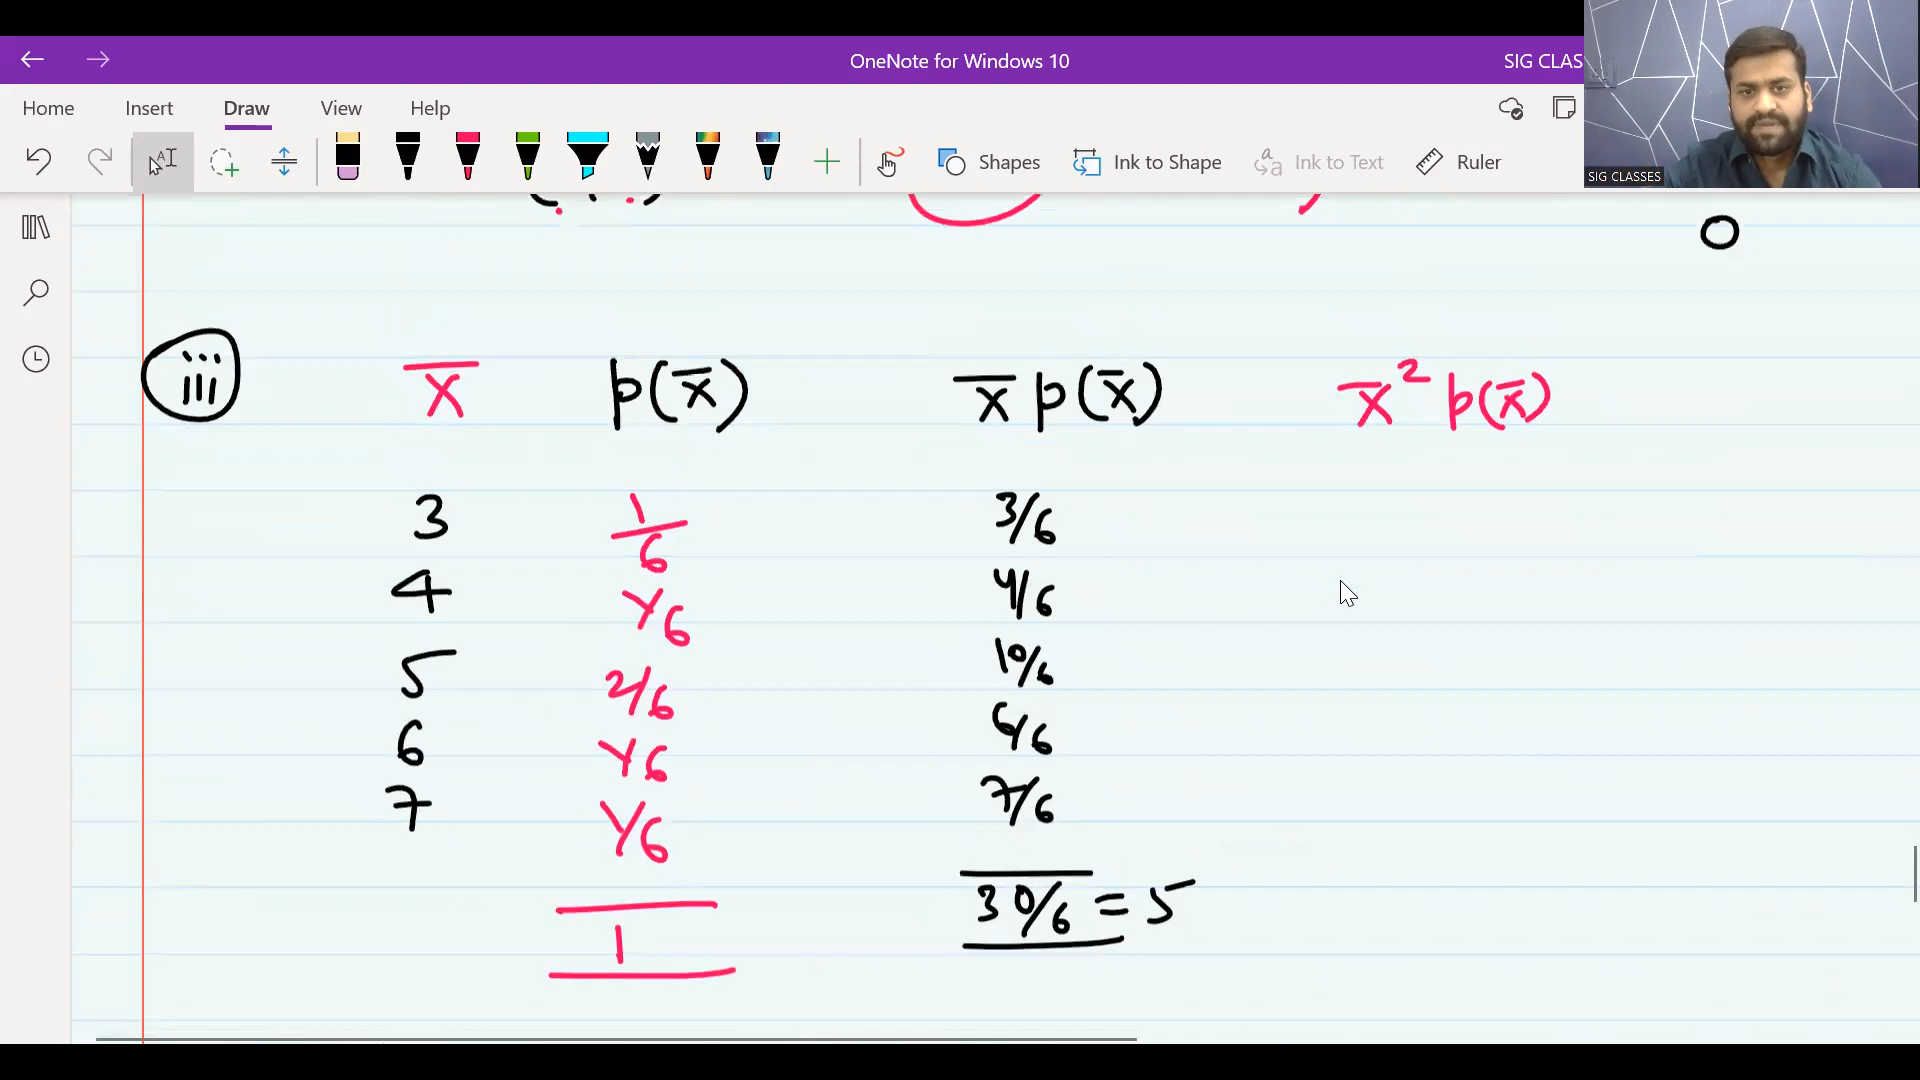 OneNote for Windows 10
SIG CLAS
Home Insert Draw View Help
Shapes Ink to Shape Ink to Text Ruler
SIG CLASSES
0
iii x̄ p(x̄) x̄ p(x̄) x̄² p(x̄)
3 1/6 3/6
4 1/6 4/6
5 2/6 10/6
6 1/6 6/6
7 1/6 7/6
1 30/6 = 5